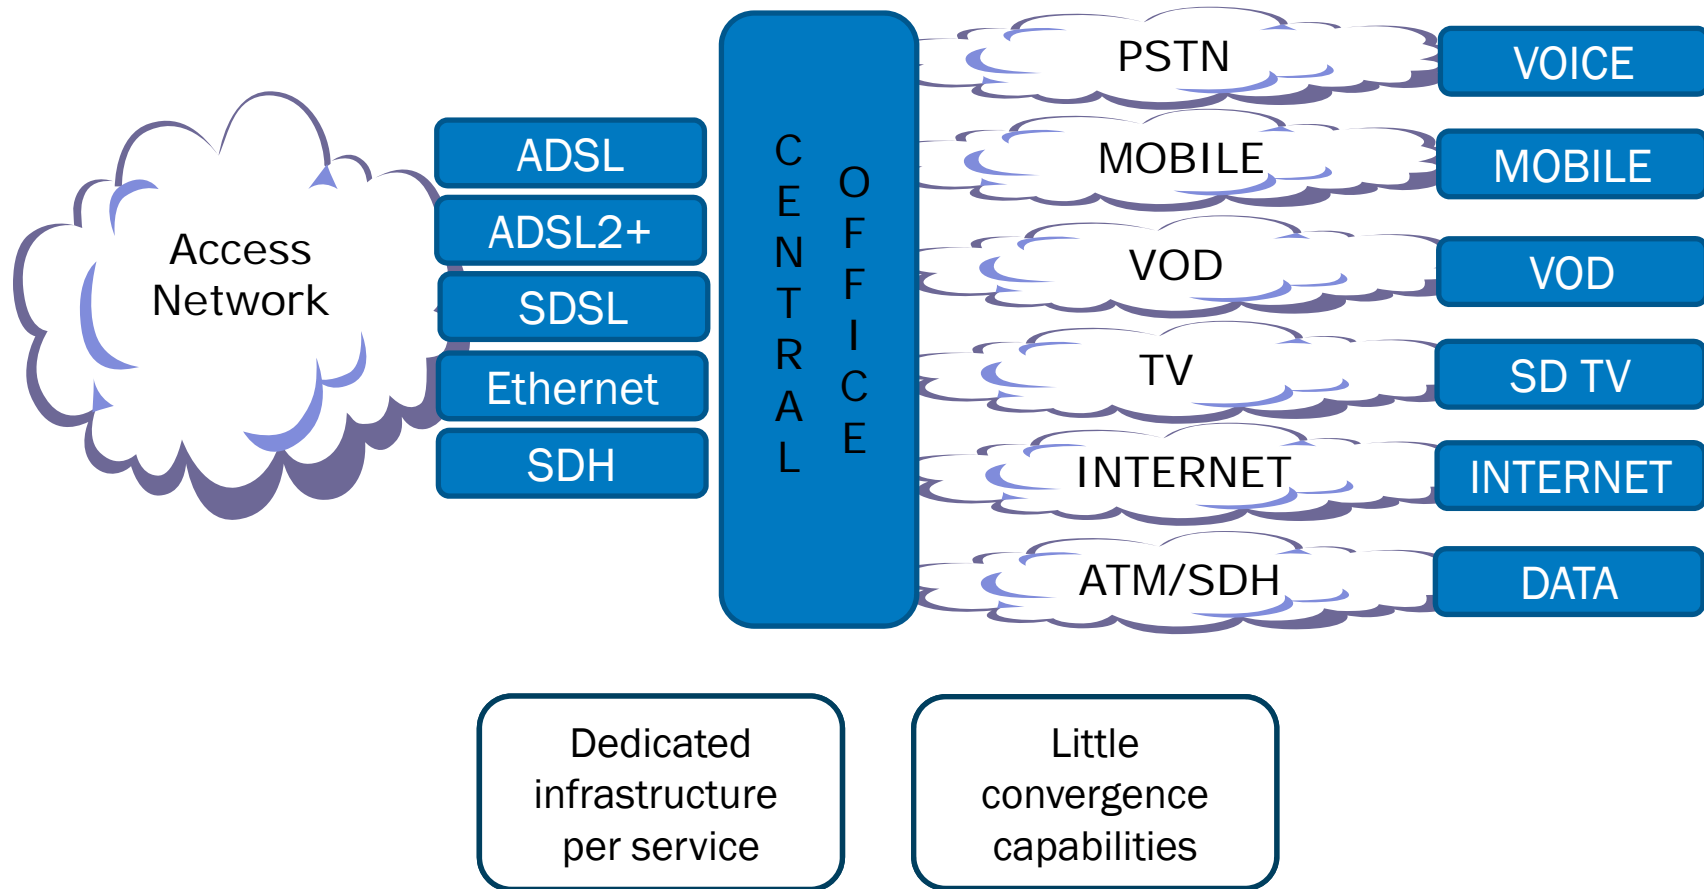 Access
Network
ADSL
ADSL2+
SDSL
Ethernet
SDH
CENTRAL
OFFICE
PSTN
VOICE
MOBILE
MOBILE
VOD
VOD
TV
SD TV
INTERNET
INTERNET
ATM/SDH
DATA
Dedicated
infrastructure
per service
Little
convergence
capabilities